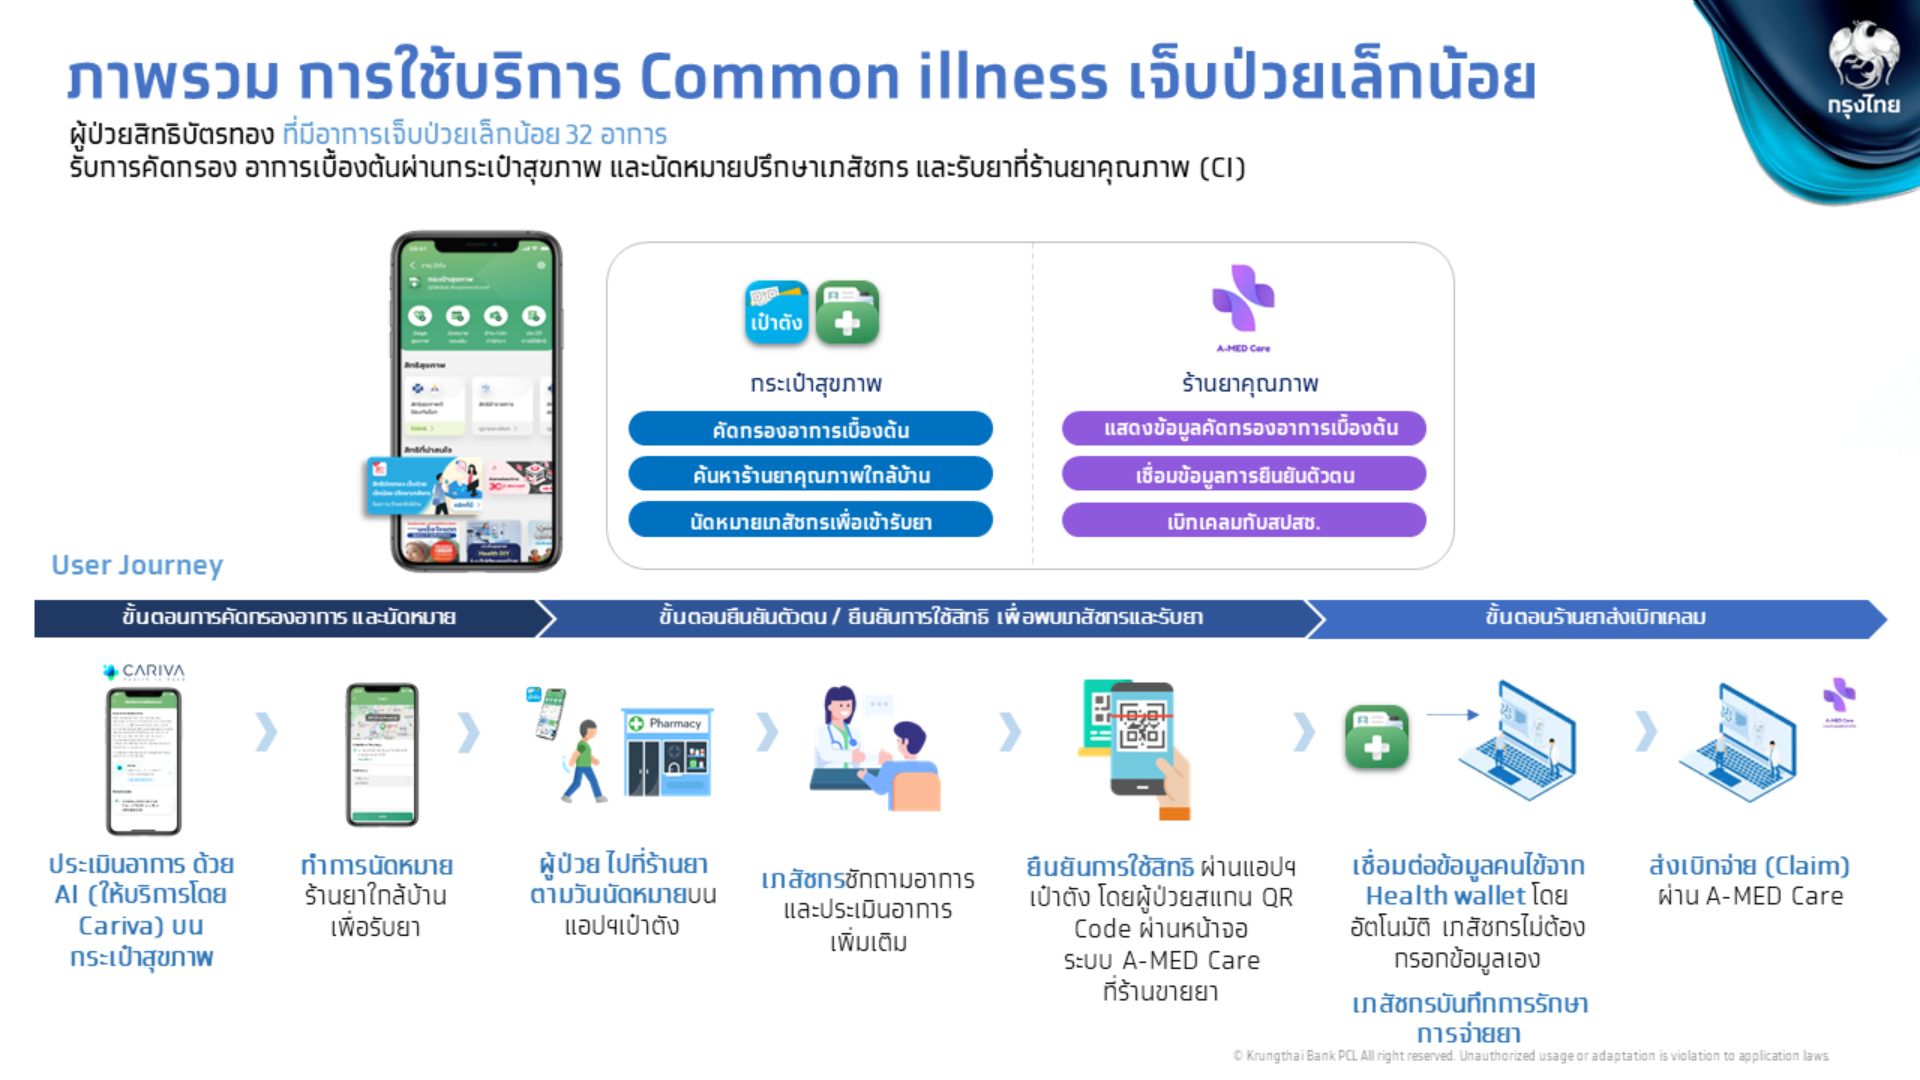 ภาพรวม การใช้บริการ Common illness เจ็บป่วยเล็กน้อย
กรุงไทย
ผู้ป่วยสิทธิบัตรทอง ที่มีอาการเจ็บป่วยเล็กน้อย 32 อาการ
รับการคัดกรอง อาการเบื้องต้นผ่านกระเป๋าสุขภาพ และนัดหมายปรึกษาเภสัชกร และรับยาที่ร้านยาคุณภาพ (CI)
กระเป๋าสุขภาพ
สิทธิสุขภาพ
สิทธิที่น่าสนใจ
Health DIY
เป๋าตัง
กระเป๋าสุขภาพ
คัดกรองอาการเบื้องต้น
ค้นหาร้านยาคุณภาพใกล้บ้าน
นัดหมายเภสัชกรเพื่อเข้ารับยา
A-MED Care
ร้านยาคุณภาพ
แสดงข้อมูลคัดกรองอาการเบื้องต้น
เชื่อมข้อมูลการยืนยันตัวตน
เบิกเคลมกับสปสช.
User Journey
ขั้นตอนการคัดกรองอาการ และนัดหมาย
ขั้นตอนยืนยันตัวตน / ยืนยันการใช้สิทธิ เพื่อพบเภสัชกรและรับยา
ขั้นตอนร้านยาส่งเบิกเคลม
CARIVA
Pharmacy
A-MED Care
ประเมินอาการ ด้วย
AI (ให้บริการโดย
Cariva) บน
กระเป๋าสุขภาพ
ทำการนัดหมาย
ร้านยาใกล้บ้าน
เพื่อรับยา
ผู้ป่วย ไปที่ร้านยา
ตามวันนัดหมายบน
แอปฯเป๋าตัง
เภสัชกรซักถามอาการ
และประเมินอาการ
เพิ่มเติม
ยืนยันการใช้สิทธิ ผ่านแอปฯ
เป๋าตัง โดยผู้ป่วยสแกน QR
Code ผ่านหน้าจอ
ระบบ A-MED Care
ที่ร้านขายยา
เชื่อมต่อข้อมูลคนไข้จาก
Health wallet โดย
อัตโนมัติ เภสัชกรไม่ต้อง
กรอกข้อมูลเอง
เภสัชกรบันทึกการรักษา
การจ่ายยา
ส่งเบิกจ่าย (Claim)
ผ่าน A-MED Care
© Krungthai Bank PCL All right reserved. Unauthorized usage or adaptation is violation to application laws.